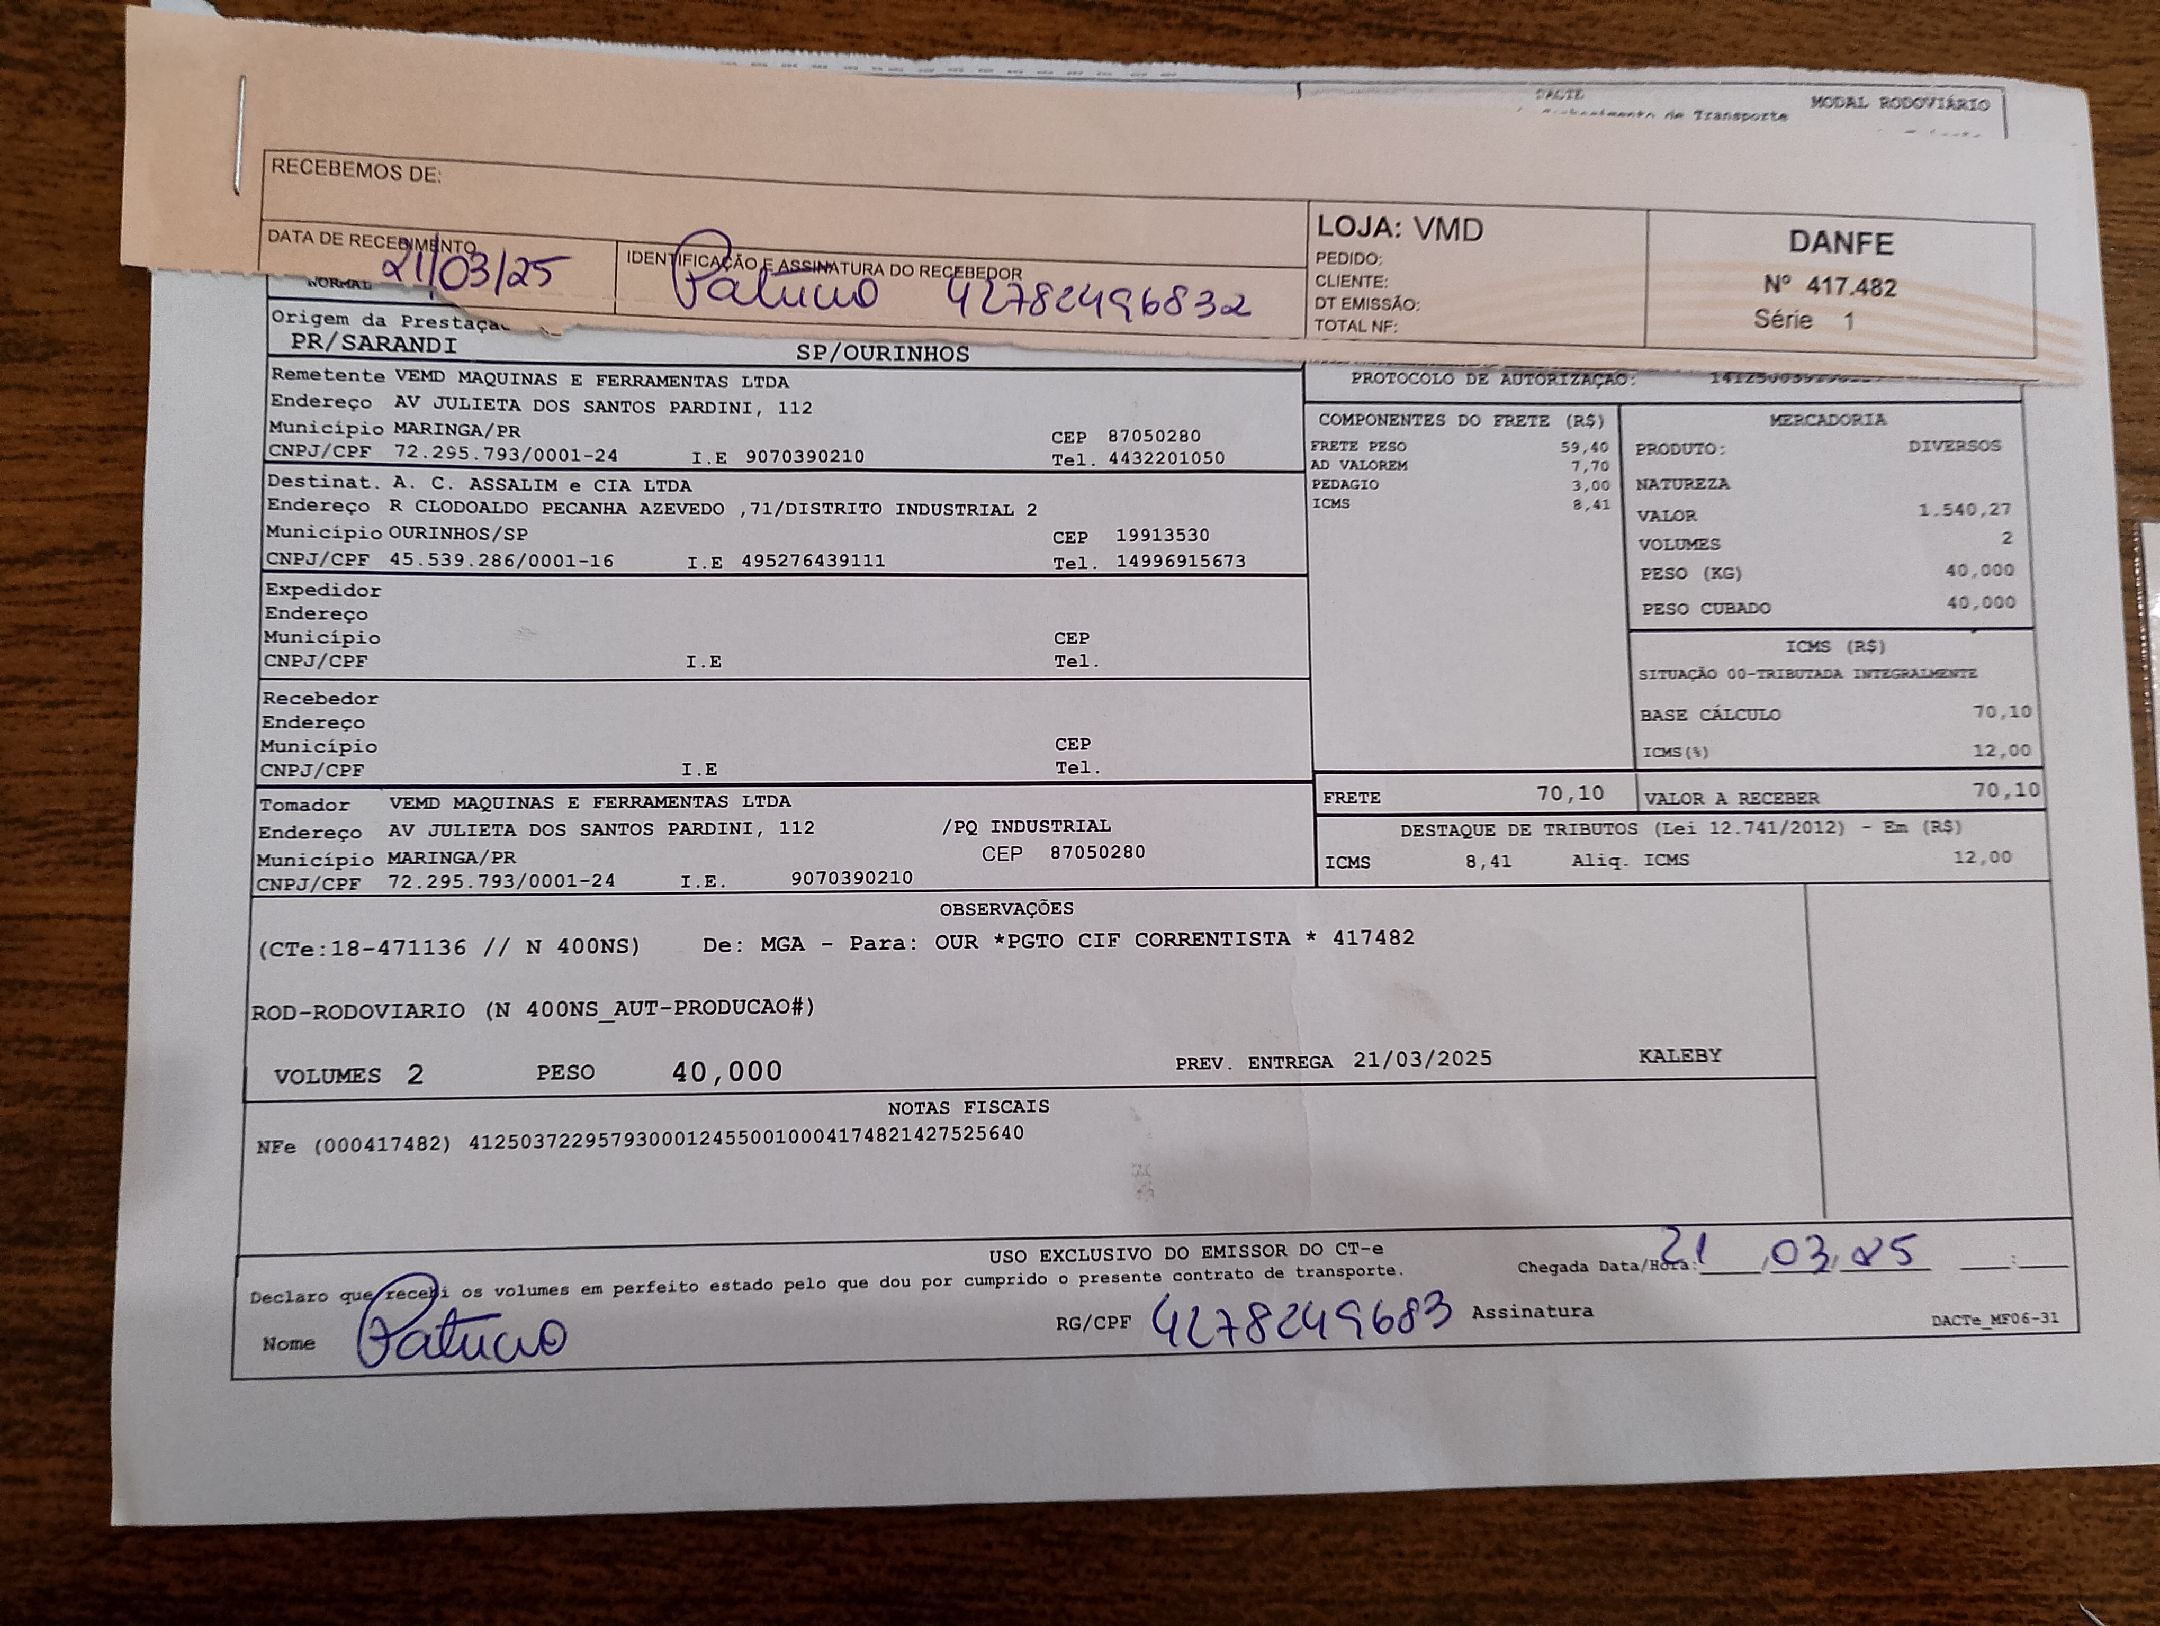 DACTE
MODAL RODOVIÁRIO
de Transporte
RECEBEMOS DE:
DATA DE RECEBIMENTO
21/03/25
IDENTIFICAÇÃO E ASSINATURA DO RECEBEDOR
Patricio 42782496832
LOJA: VMD
PEDIDO:
CLIENTE:
DT EMISSÃO:
TOTAL NF:
DANFE
Nº 417.482
Série 1
NORMAL
Origem da Prestação
PR/SARANDI
SP/OURINHOS
Remetente VEMD MAQUINAS E FERRAMENTAS LTDA
Endereço AV JULIETA DOS SANTOS PARDINI, 112
Município MARINGA/PR CEP 87050280
CNPJ/CPF 72.295.793/0001-24 I.E 9070390210 Tel. 4432201050
Destinat. A. C. ASSALIM e CIA LTDA
Endereço R CLODOALDO PECANHA AZEVEDO ,71/DISTRITO INDUSTRIAL 2
Município OURINHOS/SP CEP 19913530
CNPJ/CPF 45.539.286/0001-16 I.E 495276439111 Tel. 14996915673
Expedidor
Endereço
Município CEP
CNPJ/CPF I.E Tel.
Recebedor
Endereço
Município CEP
CNPJ/CPF I.E Tel.
Tomador VEMD MAQUINAS E FERRAMENTAS LTDA
Endereço AV JULIETA DOS SANTOS PARDINI, 112 /PQ INDUSTRIAL
Município MARINGA/PR CEP 87050280
CNPJ/CPF 72.295.793/0001-24 I.E. 9070390210
PROTOCOLO DE AUTORIZAÇÃO:
COMPONENTES DO FRETE (R$)
FRETE PESO 59,40
AD VALOREM 7,70
PEDAGIO 3,00
ICMS 8,41
MERCADORIA
PRODUTO: DIVERSOS
NATUREZA
VALOR 1.540,27
VOLUMES 2
PESO (KG) 40,000
PESO CUBADO 40,000
ICMS (R$)
SITUAÇÃO 00-TRIBUTADA INTEGRALMENTE
BASE CÁLCULO 70,10
ICMS(%) 12,00
FRETE 70,10 VALOR A RECEBER 70,10
DESTAQUE DE TRIBUTOS (Lei 12.741/2012) - Em (R$)
ICMS 8,41 Aliq. ICMS 12,00
OBSERVAÇÕES
(CTe:18-471136 // N 400NS) De: MGA - Para: OUR *PGTO CIF CORRENTISTA * 417482
ROD-RODOVIARIO (N 400NS_AUT-PRODUCAO#)
VOLUMES 2 PESO 40,000 PREV. ENTREGA 21/03/2025 KALEBY
NOTAS FISCAIS
NFe (000417482) 41250372295793000124550010004174821427525640
USO EXCLUSIVO DO EMISSOR DO CT-e
Declaro que recebi os volumes em perfeito estado pelo que dou por cumprido o presente contrato de transporte.
Chegada Data/Hora: 21 / 03 / 25 :
Nome Patricio RG/CPF 4278249683 Assinatura
DACTe_MF06-31